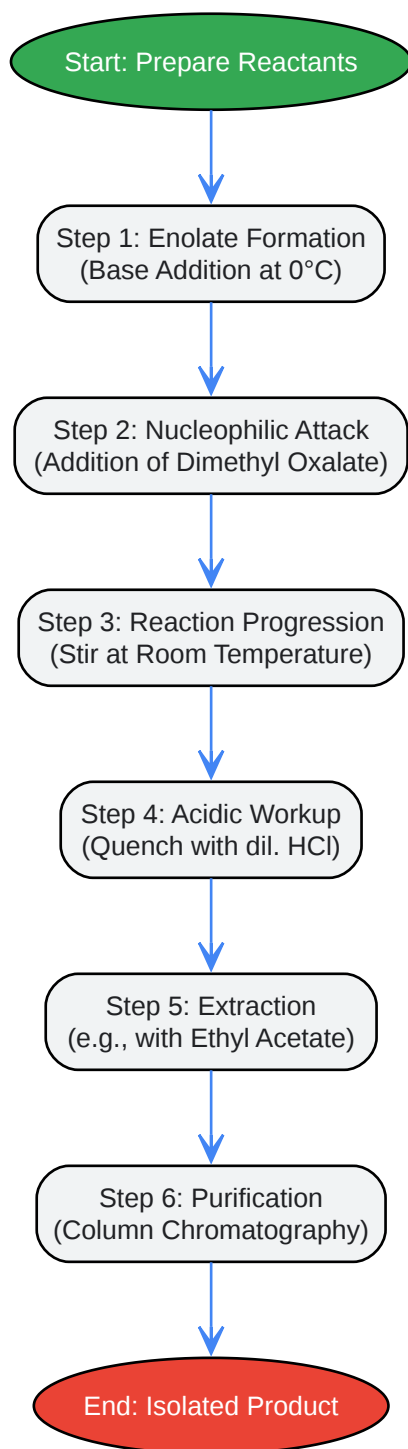 Start: Prepare Reactants
Step 1: Enolate Formation
(Base Addition at 0°C)
Step 2: Nucleophilic Attack
(Addition of Dimethyl Oxalate)
Step 3: Reaction Progression
(Stir at Room Temperature)
Step 4: Acidic Workup
(Quench with dil. HCl)
Step 5: Extraction
(e.g., with Ethyl Acetate)
Step 6: Purification
(Column Chromatography)
End: Isolated Product